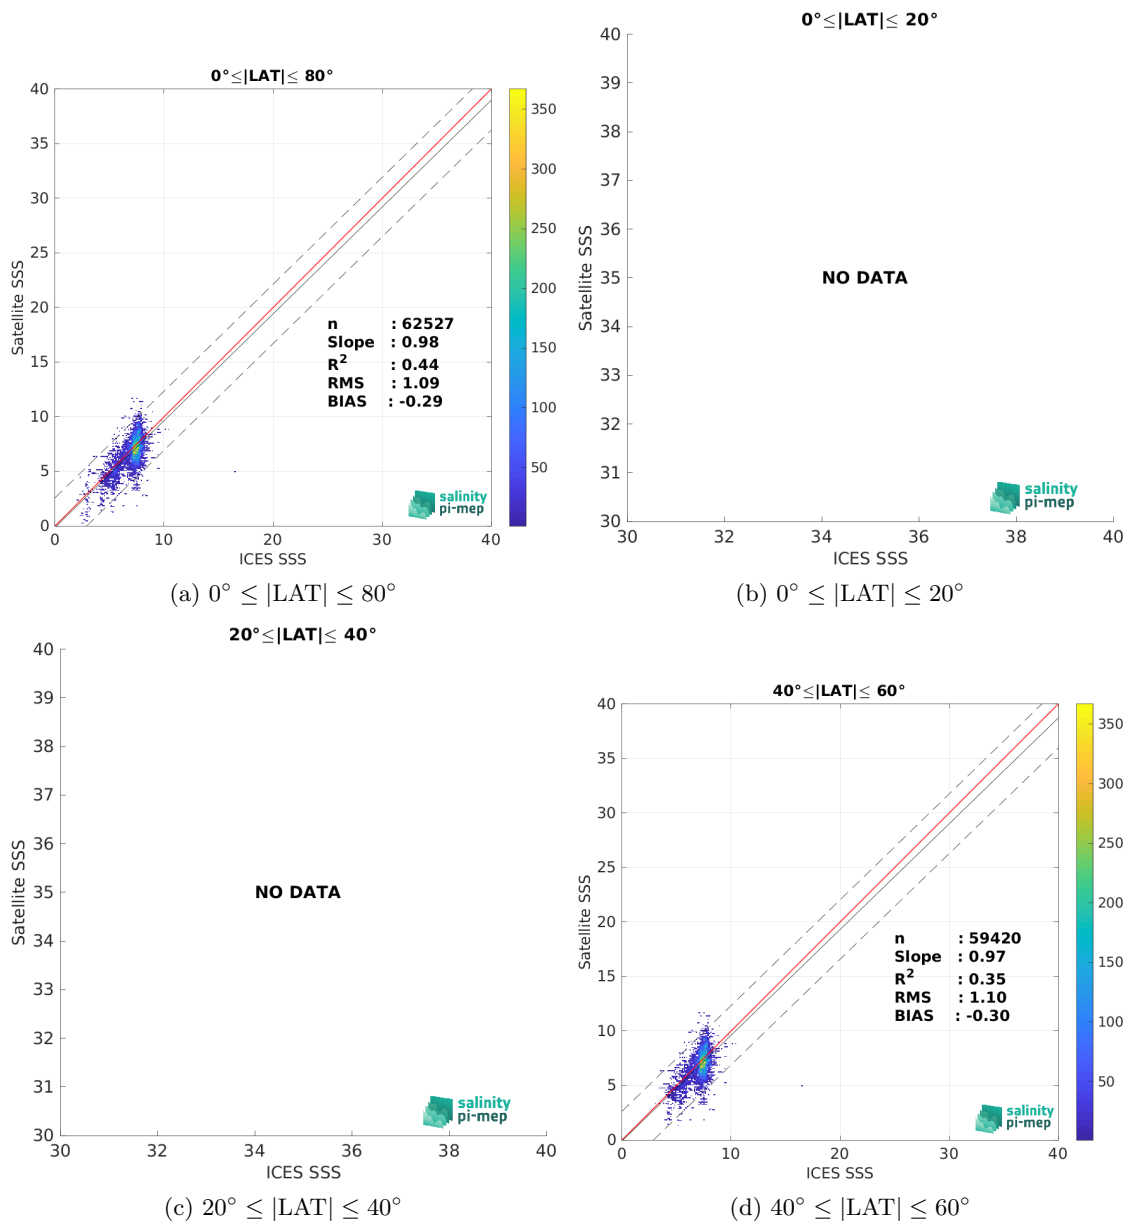 0°≤|LAT|≤ 80°
40
35
30
25
20
15
10
5
0
Satellite SSS
0 10 20 30 40
ICES SSS
350
300
250
200
150
100
50
n : 62527
Slope : 0.98
R² : 0.44
RMS : 1.09
BIAS : -0.29
salinity
pi-mep
(a) 0° ≤ |LAT| ≤ 80°
0°≤|LAT|≤ 20°
40
39
38
37
36
35
34
33
32
31
30
Satellite SSS
NO DATA
30 32 34 36 38 40
ICES SSS
salinity
pi-mep
(b) 0° ≤ |LAT| ≤ 20°
20°≤|LAT|≤ 40°
40
39
38
37
36
35
34
33
32
31
30
Satellite SSS
NO DATA
30 32 34 36 38 40
ICES SSS
salinity
pi-mep
(c) 20° ≤ |LAT| ≤ 40°
40°≤|LAT|≤ 60°
40
35
30
25
20
15
10
5
0
Satellite SSS
0 10 20 30 40
ICES SSS
350
300
250
200
150
100
50
n : 59420
Slope : 0.97
R² : 0.35
RMS : 1.10
BIAS : -0.30
salinity
pi-mep
(d) 40° ≤ |LAT| ≤ 60°